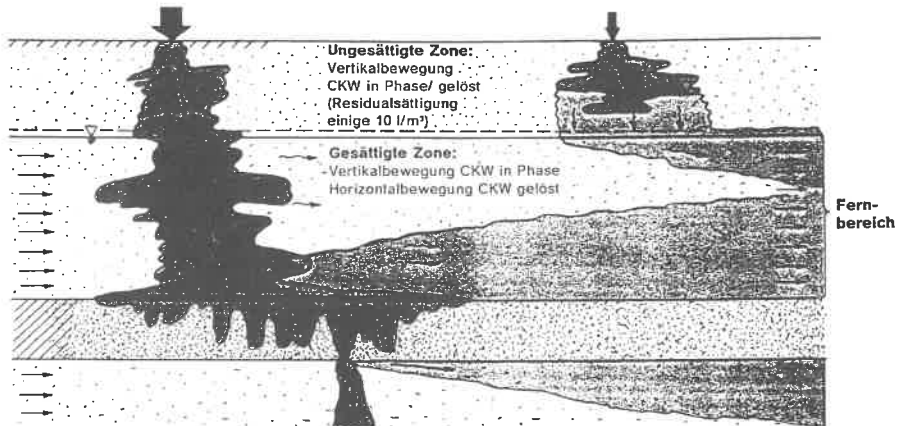 Ungesättigte Zone:
Vertikalbewegung
CKW in Phase/ gelöst
(Residualsättigung
einige 10 l/m³)
Gesättigte Zone:
Vertikalbewegung CKW in Phase
Horizontalbewegung CKW gelöst
Fern-
bereich